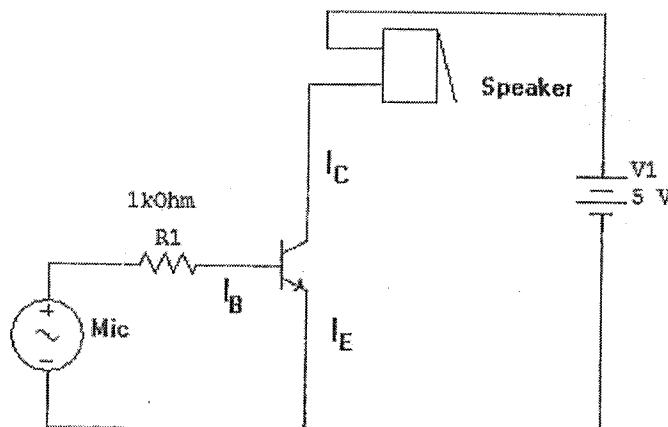 Speaker
I_C
V1
5 V
1kOhm
R1
I_B
Mic
I_E